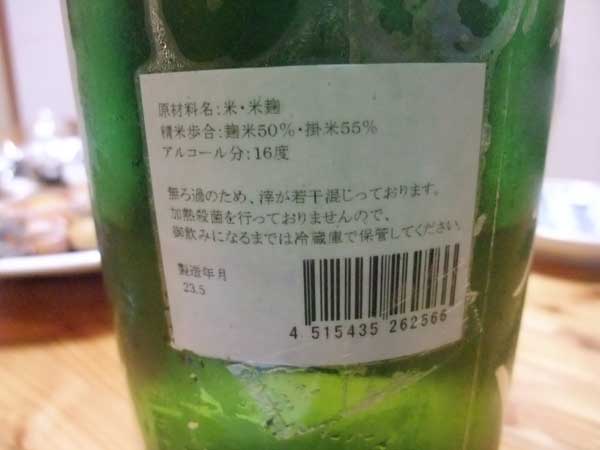 原材料名:米・米麹
精米歩合:麹米50%・掛米55%
アルコール分:16度
無ろ過のため、滓が若干混じっております。
加熱殺菌を行っておりませんので、
御飲みになるまでは冷蔵庫で保管してください。
製造年月
23.5
4 515435 262566